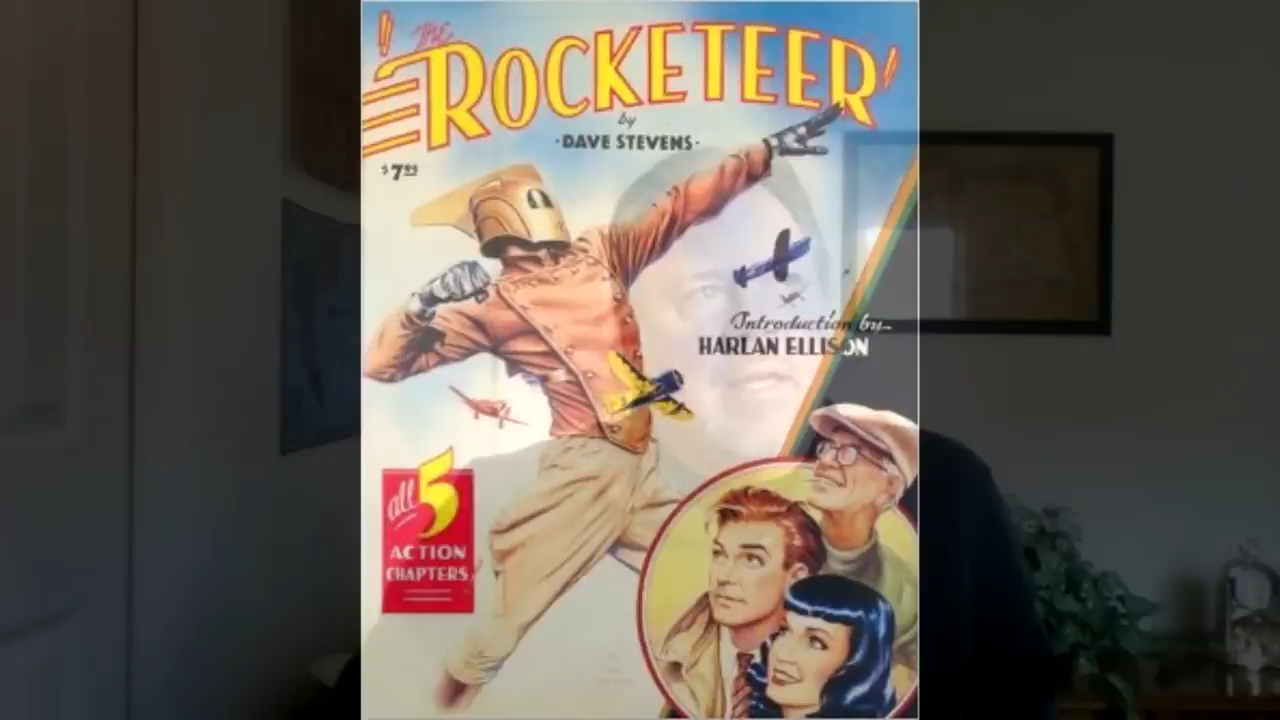 The
ROCKETEER
by
·DAVE STEVENS·
$7.95
Introduction by
HARLAN ELLISON
all 5
ACTION
CHAPTERS